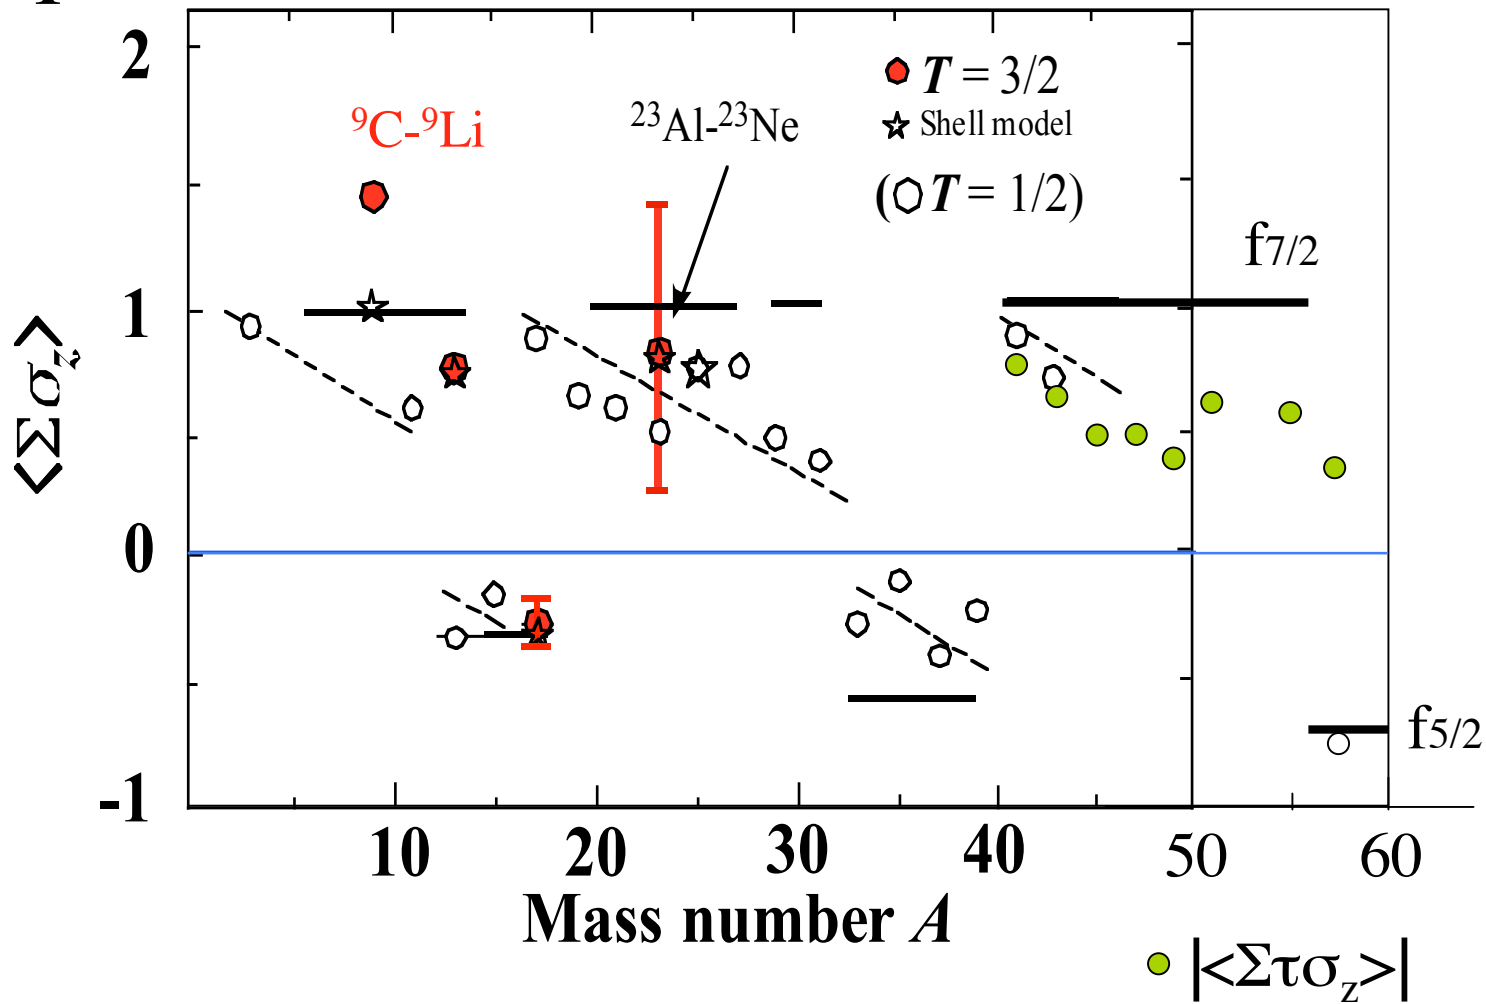 2
T = 3/2
⁹C-⁹Li
²³Al-²³Ne
Shell model
(T = 1/2)
f7/2
1
<Σσz>
0
f5/2
-1
10 20 30 40 50 60
Mass number A
|<Στσz>|